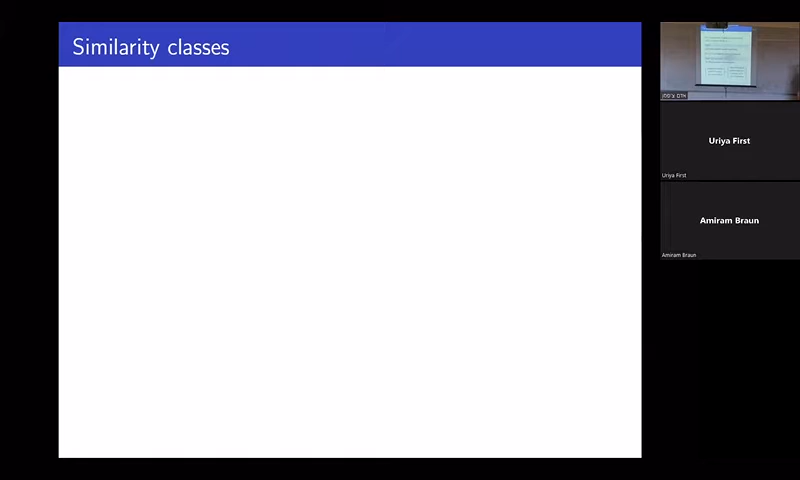 Similarity classes
Uriya First
Uriya First
Amiram Braun
Amiram Braun